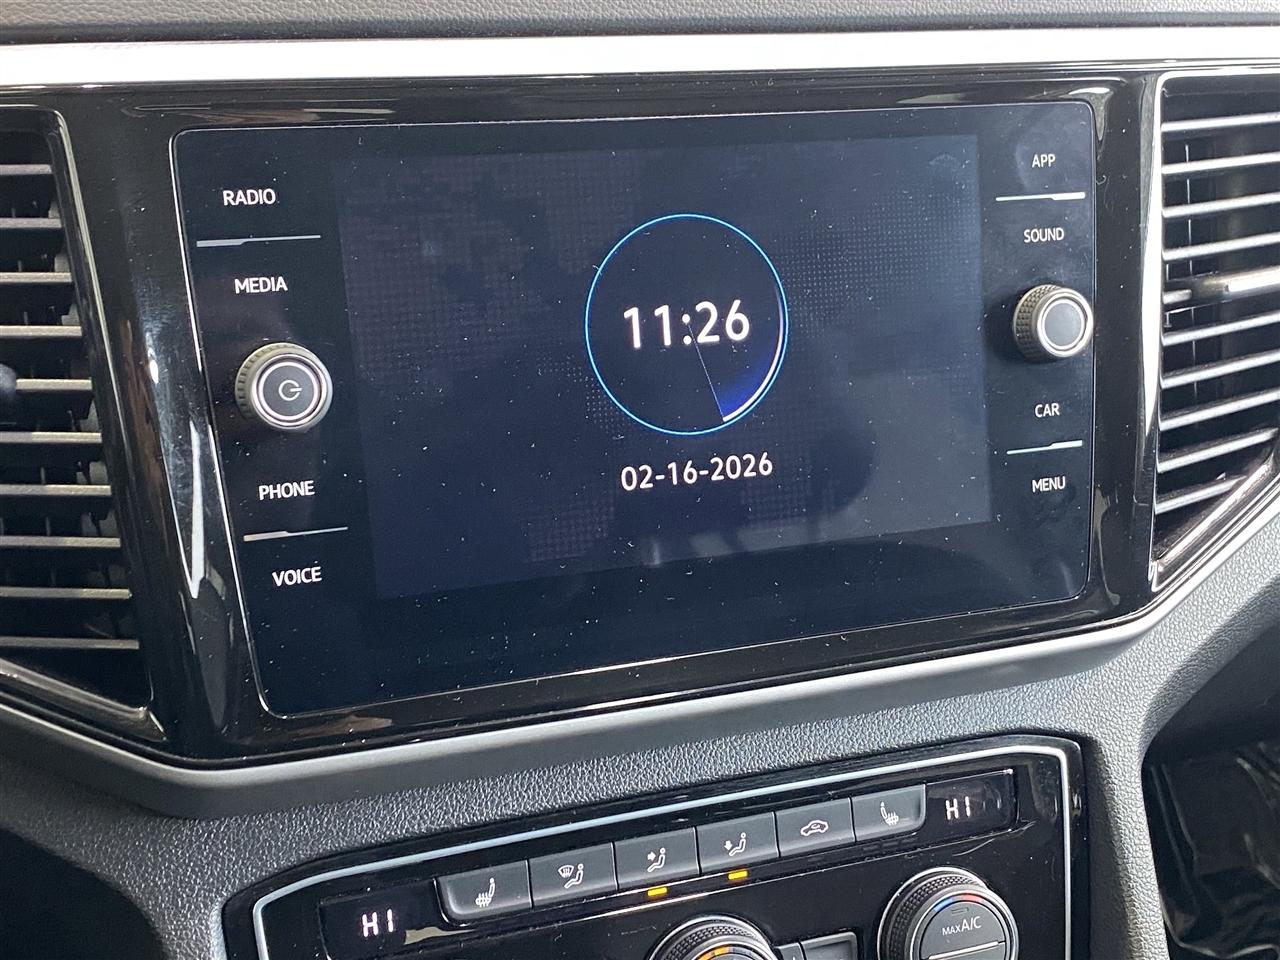 RADIO
MEDIA
PHONE
VOICE
11:26
02-16-2026
APP
SOUND
CAR
MENU
HI
HI
MAX A/C